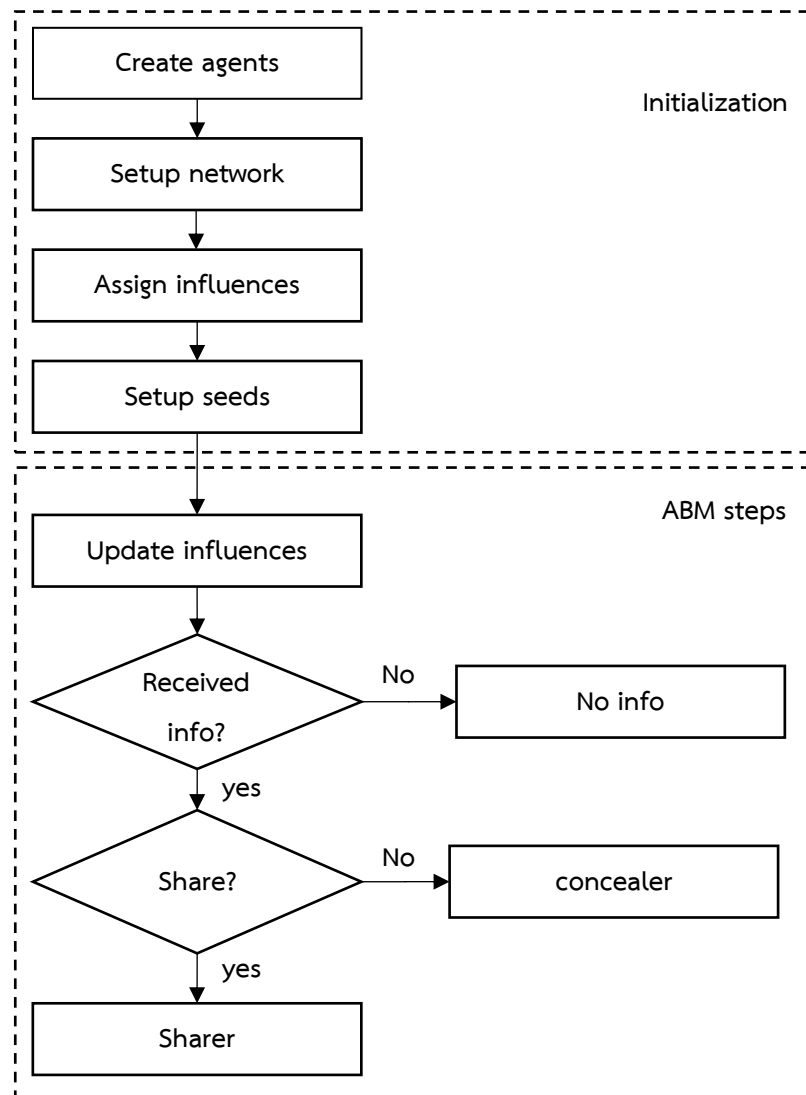 Create agents
Initialization
Setup network
Assign influences
Setup seeds
ABM steps
Update influences
Received
info?
No
No info
yes
Share?
No
concealer
yes
Sharer